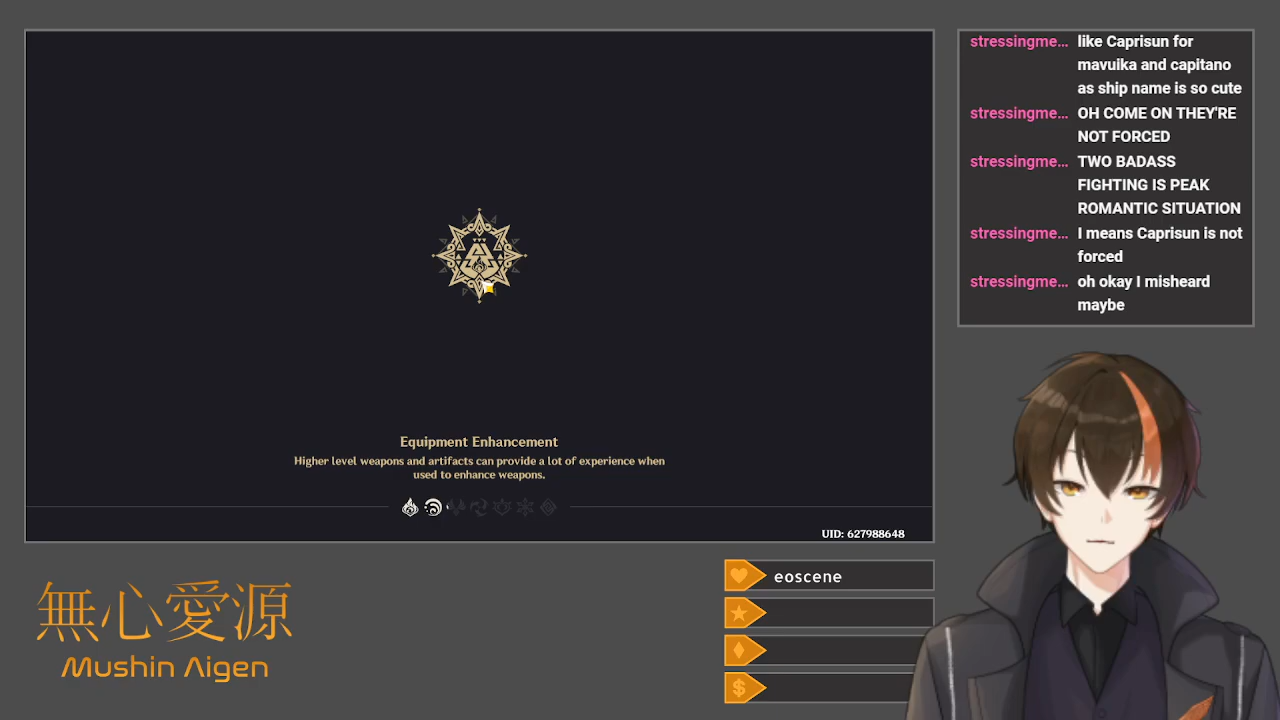 stressingme... like Caprisun for
mavuika and capitano
as ship name is so cute
stressingme... OH COME ON THEY'RE
NOT FORCED
stressingme... TWO BADASS
FIGHTING IS PEAK
ROMANTIC SITUATION
stressingme... I means Caprisun is not
forced
stressingme... oh okay I misheard
maybe
Equipment Enhancement
Higher level weapons and artifacts can provide a lot of experience when
used to enhance weapons.
UID: 627988648
eoscene
無心愛源
Mushin Aigen